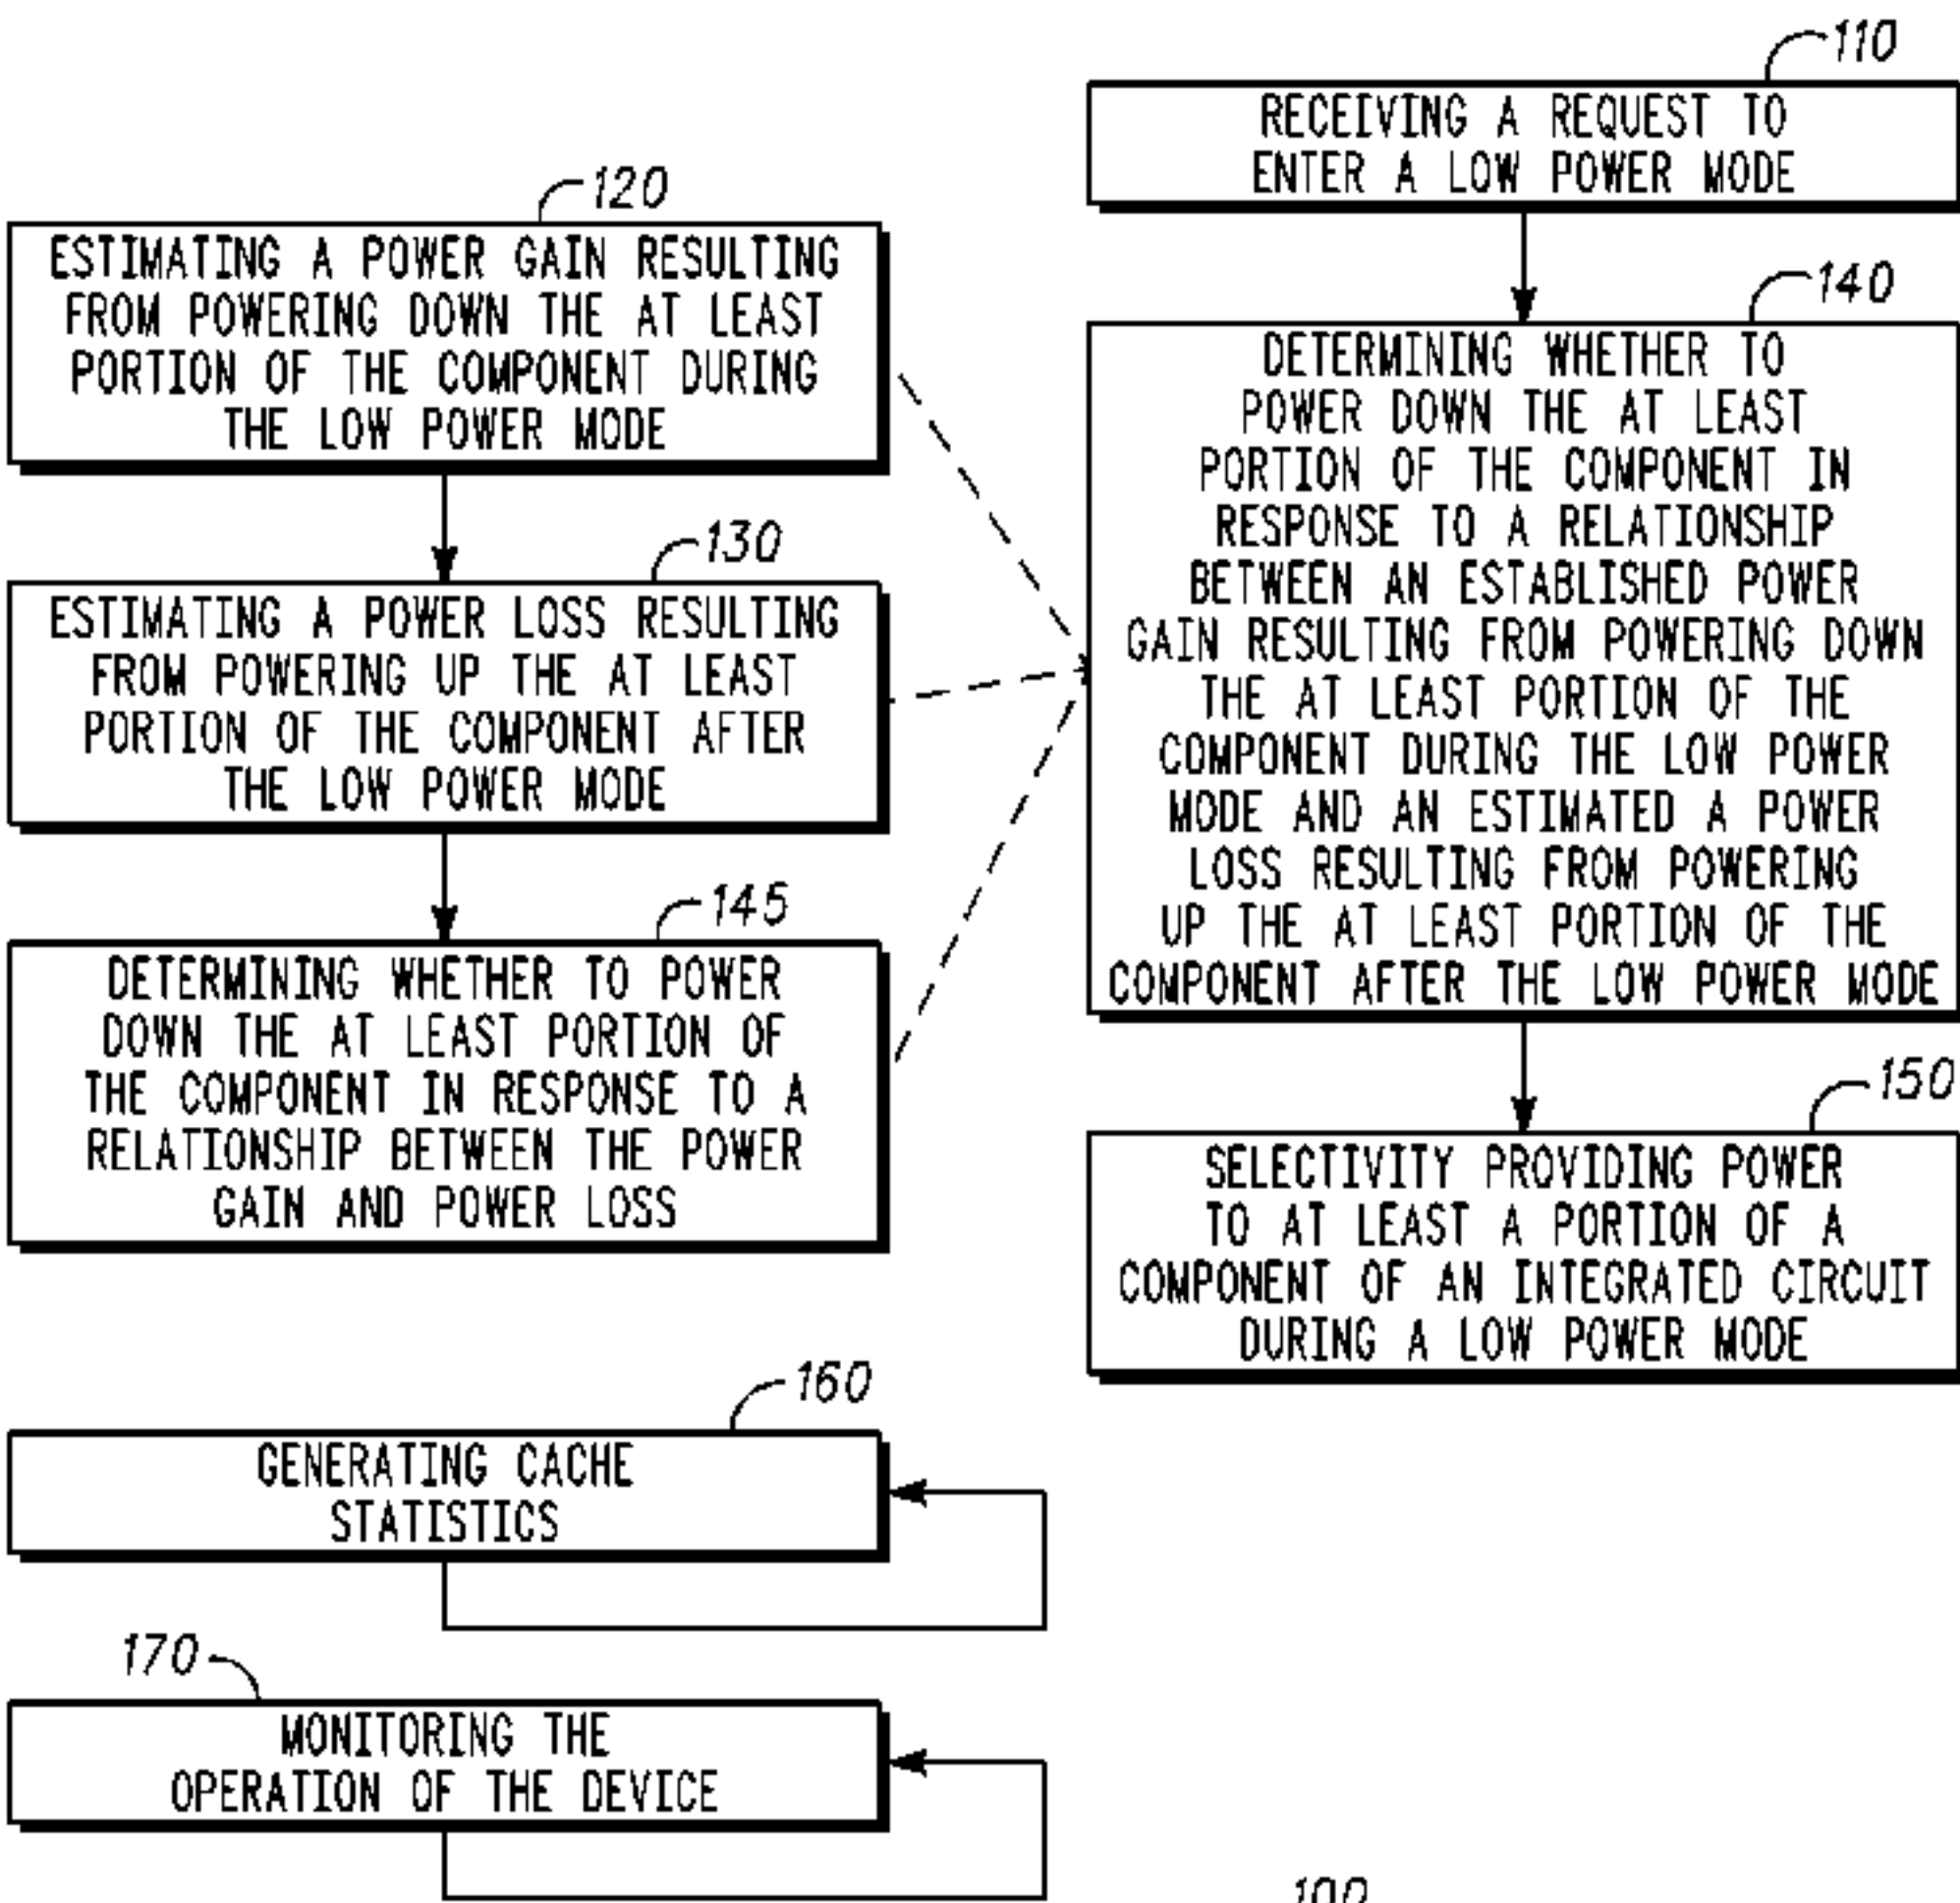 110
RECEIVING A REQUEST TO
ENTER A LOW POWER MODE
120
ESTIMATING A POWER GAIN RESULTING
FROM POWERING DOWN THE AT LEAST
PORTION OF THE COMPONENT DURING
THE LOW POWER MODE
130
ESTIMATING A POWER LOSS RESULTING
FROM POWERING UP THE AT LEAST
PORTION OF THE COMPONENT AFTER
THE LOW POWER MODE
145
DETERMINING WHETHER TO POWER
DOWN THE AT LEAST PORTION OF
THE COMPONENT IN RESPONSE TO A
RELATIONSHIP BETWEEN THE POWER
GAIN AND POWER LOSS
140
DETERMINING WHETHER TO
POWER DOWN THE AT LEAST
PORTION OF THE COMPONENT IN
RESPONSE TO A RELATIONSHIP
BETWEEN AN ESTABLISHED POWER
GAIN RESULTING FROM POWERING DOWN
THE AT LEAST PORTION OF THE
COMPONENT DURING THE LOW POWER
MODE AND AN ESTIMATED A POWER
LOSS RESULTING FROM POWERING
UP THE AT LEAST PORTION OF THE
COMPONENT AFTER THE LOW POWER MODE
150
SELECTIVITY PROVIDING POWER
TO AT LEAST A PORTION OF A
COMPONENT OF AN INTEGRATED CIRCUIT
DURING A LOW POWER MODE
160
GENERATING CACHE
STATISTICS
170
MONITORING THE
OPERATION OF THE DEVICE